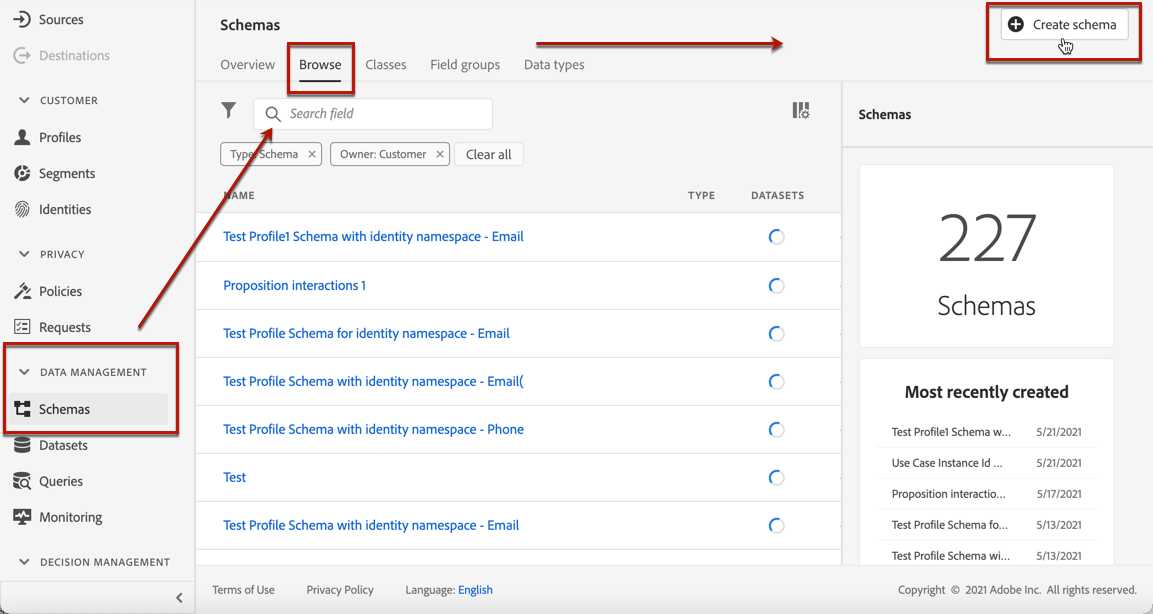 Sources
Destinations
CUSTOMER
Profiles
Segments
Identities
PRIVACY
Policies
Requests
DATA MANAGEMENT
Schemas
Datasets
Queries
Monitoring
DECISION MANAGEMENT
Schemas
Create schema
Overview Browse Classes Field groups Data types
Search field
Type: Schema × Owner: Customer × Clear all
NAME TYPE DATASETS
Test Profile1 Schema with identity namespace - Email
Proposition interactions 1
Test Profile Schema for identity namespace - Email
Test Profile Schema with identity namespace - Email(
Test Profile Schema with identity namespace - Phone
Test
Test Profile Schema with identity namespace - Email
Schemas
227
Schemas
Most recently created
Test Profile1 Schema w... 5/21/2021
Use Case Instance Id ... 5/21/2021
Proposition interactio... 5/17/2021
Test Profile Schema fo... 5/13/2021
Test Profile Schema wi... 5/13/2021
Terms of Use Privacy Policy Language: English Copyright © 2021 Adobe Inc. All rights reserved.